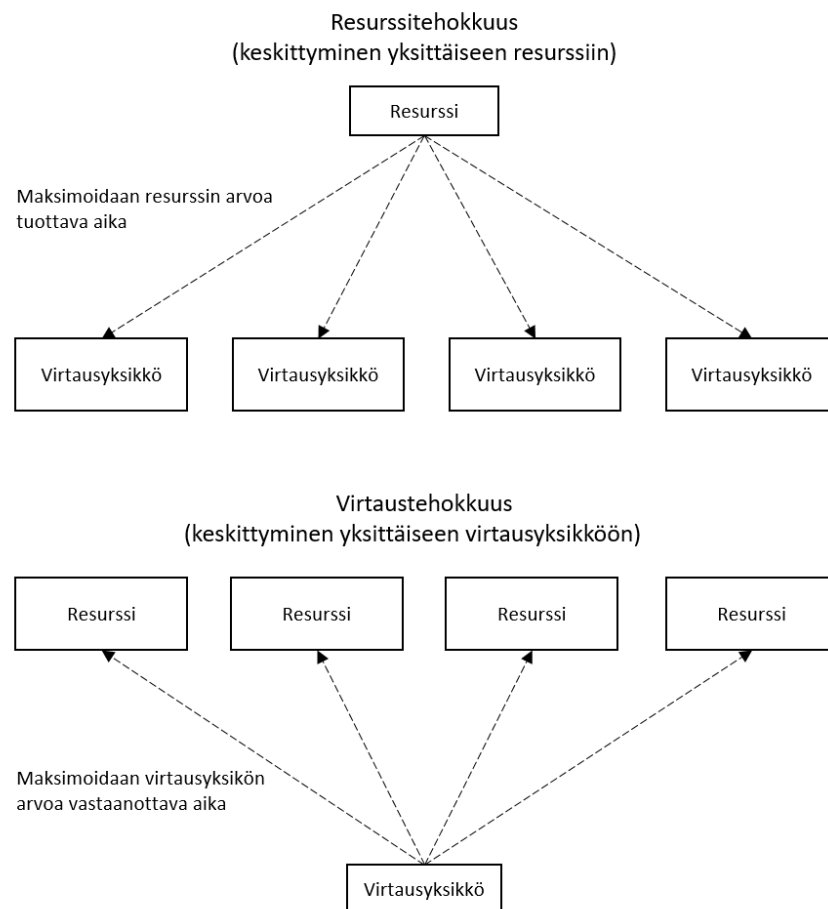 Resurssitehokkuus
(keskittyminen yksittäiseen resurssiin)
Resurssi
Maksimoidaan resurssin arvoa
tuottava aika
Virtausyksikkö
Virtausyksikkö
Virtausyksikkö
Virtausyksikkö
Virtaustehokkuus
(keskittyminen yksittäiseen virtausyksikköön)
Resurssi
Resurssi
Resurssi
Resurssi
Maksimoidaan virtausyksikön
arvoa vastaanottava aika
Virtausyksikkö